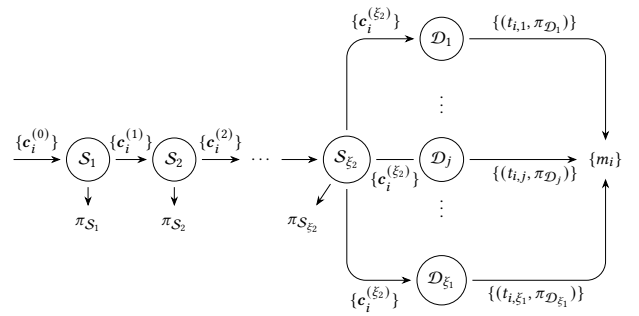 {c_i^(ξ_2)}
𝒟_1
{(t_{i,1}, π_{𝒟_1})}
⋮
{c_i^(0)}
𝒮_1
{c_i^(1)}
𝒮_2
{c_i^(2)}
⋯
𝒮_{ξ_2}
{c_i^(ξ_2)}
𝒟_j
{(t_{i,j}, π_{𝒟_j})}
{m_i}
π_{𝒮_1}
π_{𝒮_2}
π_{𝒮_{ξ_2}}
⋮
{c_i^(ξ_2)}
𝒟_{ξ_1}
{(t_{i,ξ_1}, π_{𝒟_{ξ_1}})}